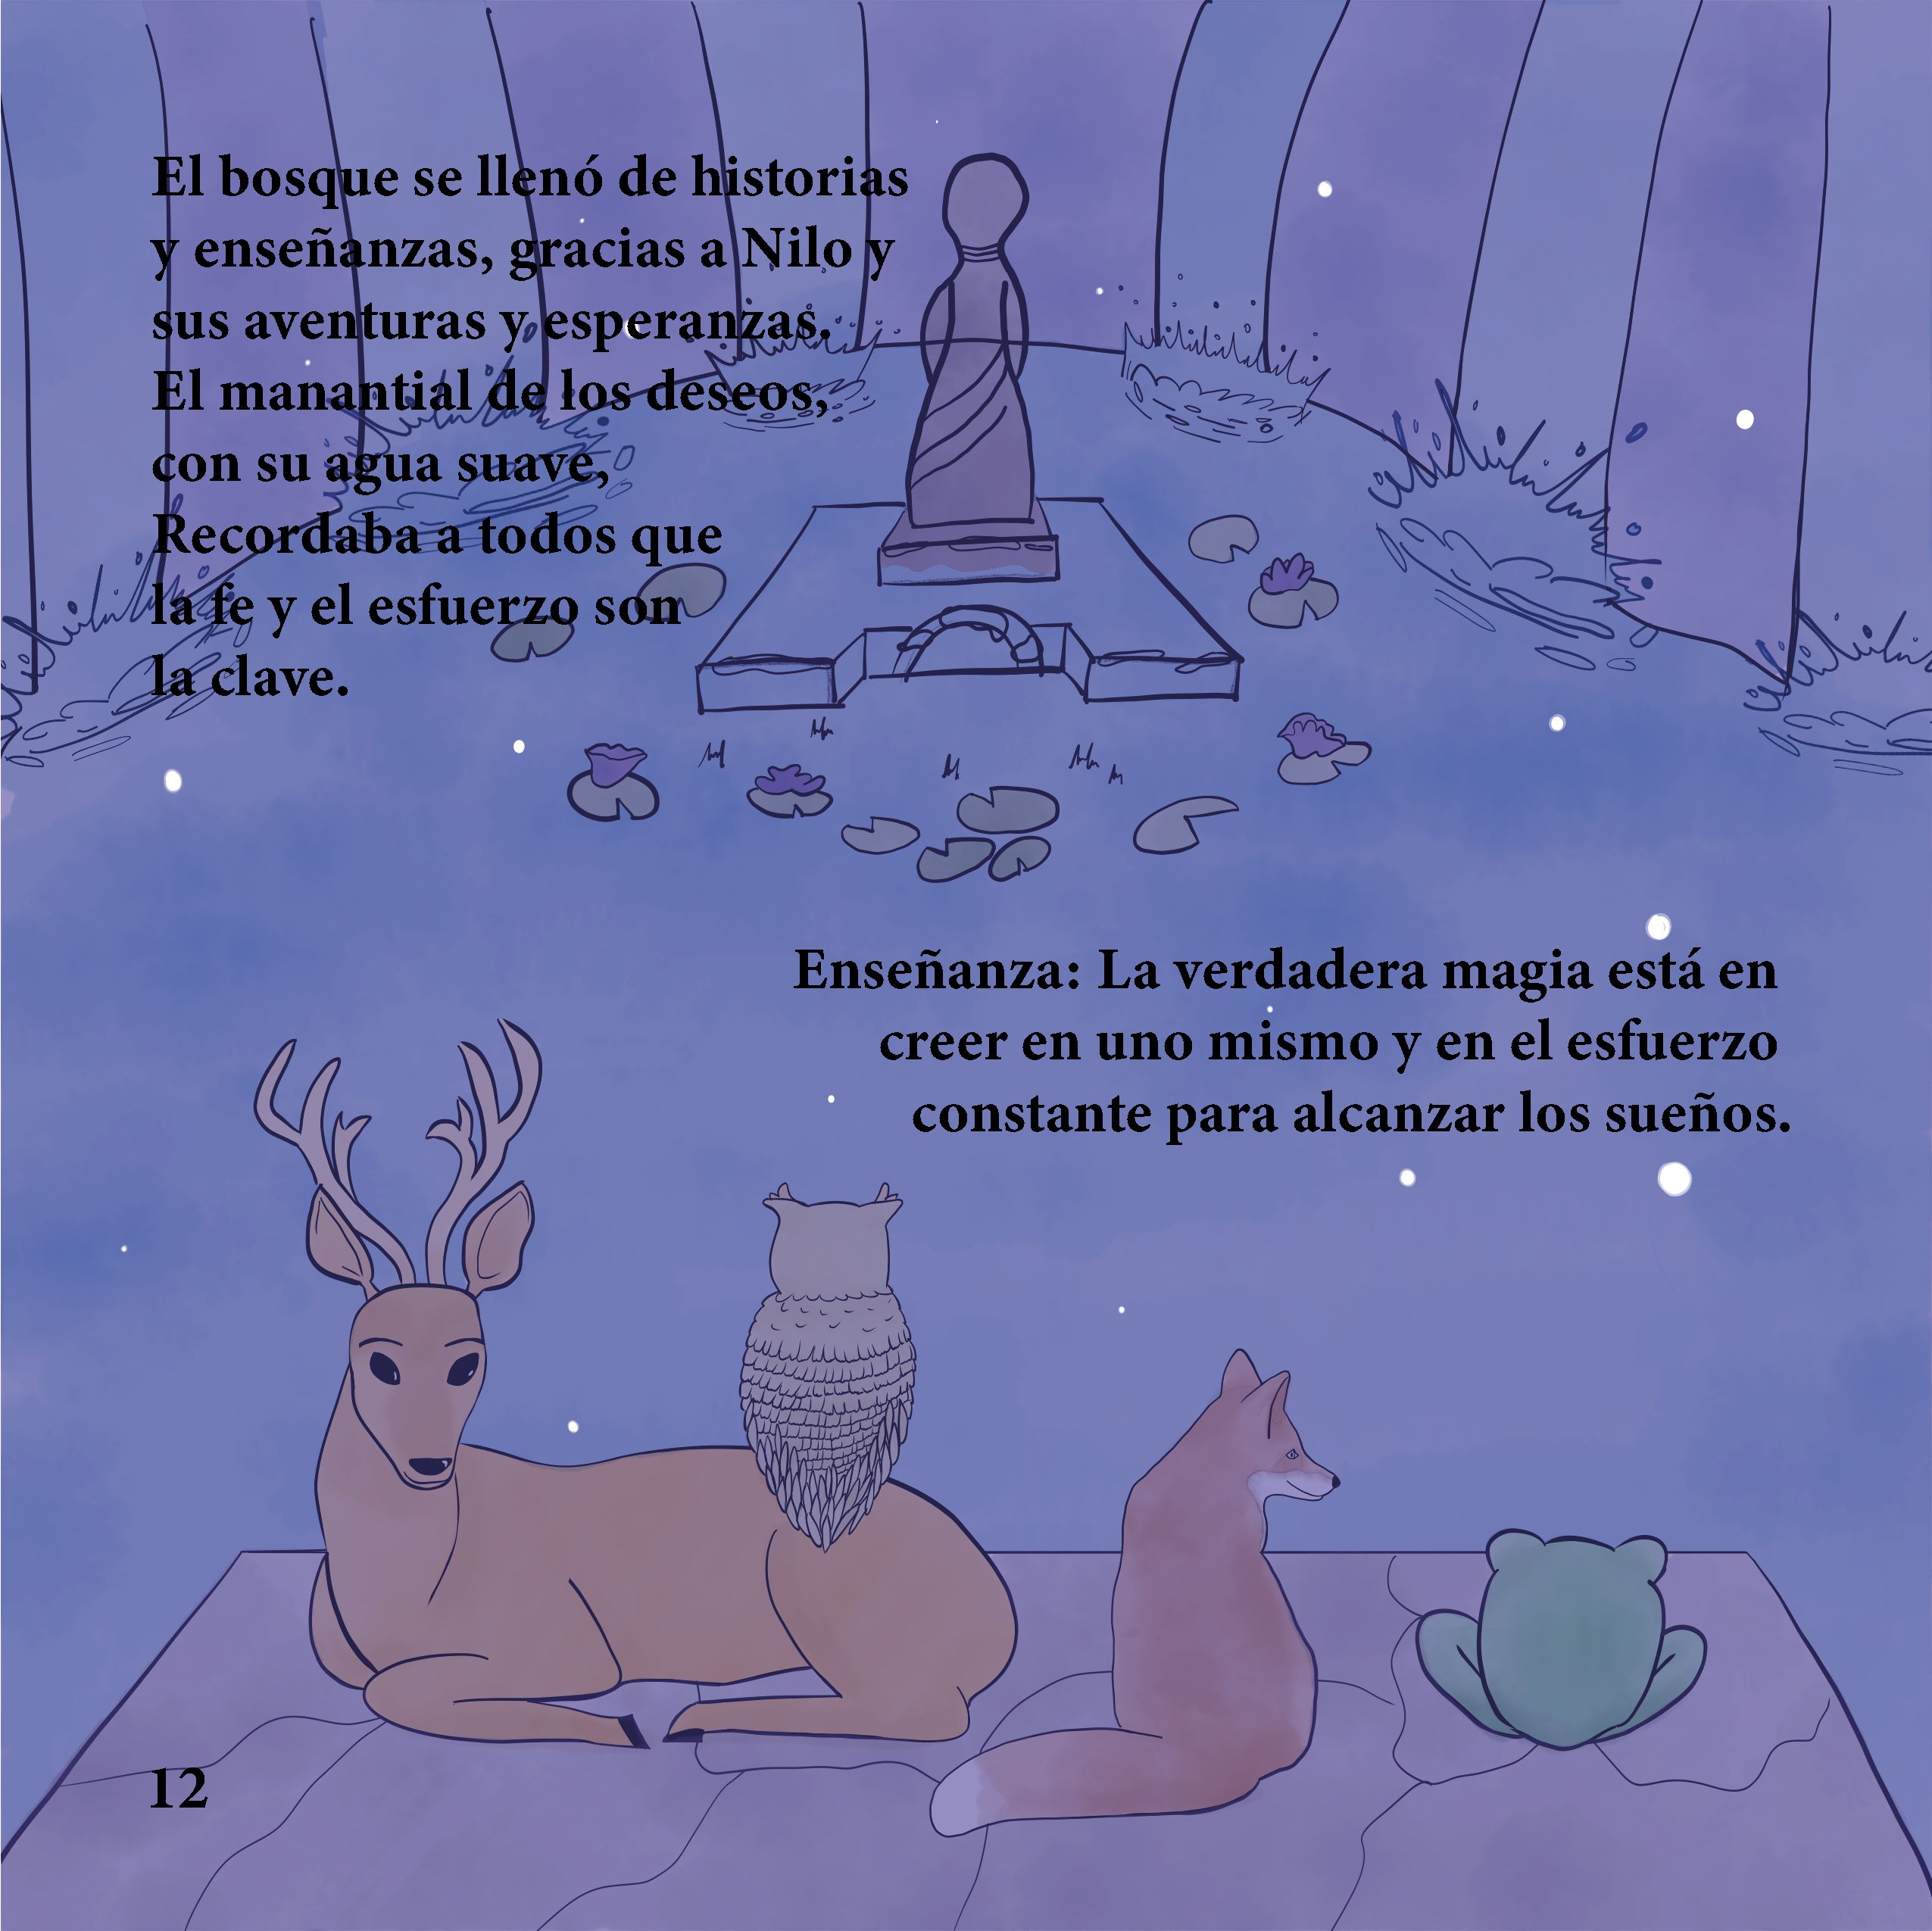 El bosque se llenó de historias
y enseñanzas, gracias a Nilo y
sus aventuras y esperanzas.
El manantial de los deseos,
con su agua suave,
Recordaba a todos que
la fe y el esfuerzo son
la clave.
Enseñanza: La verdadera magia está en
creer en uno mismo y en el esfuerzo
constante para alcanzar los sueños.
12